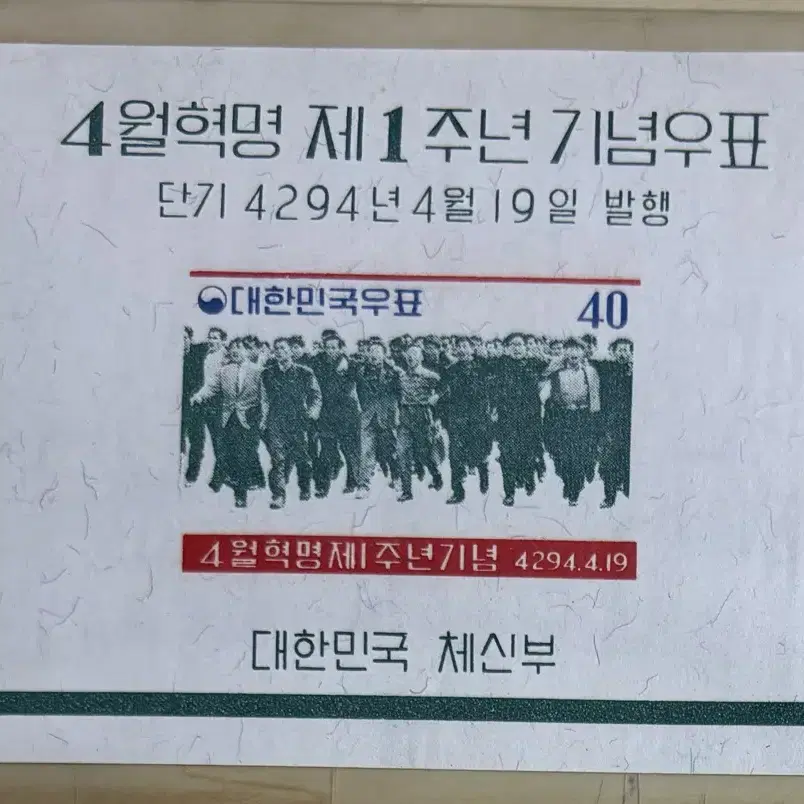 4월혁명 제1주년 기념우표
단기 4294년 4월 19일 발행
대한민국우표 40
4월혁명제1주년기념 4294.4.19
대한민국 체신부